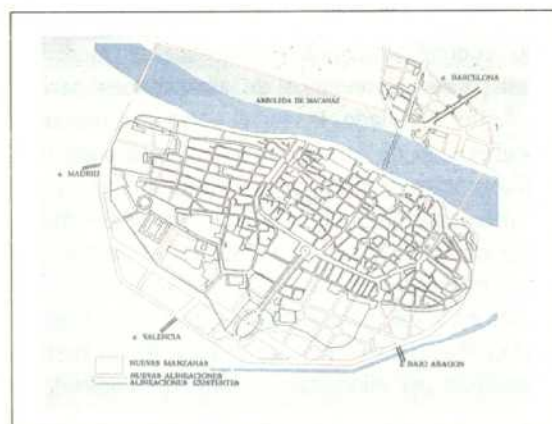 a BARCELONA
ARBOLEDA DE MACANAZ
a MADRID
a VALENCIA
a BAJO ARAGON
NUEVAS MANZANAS
NUEVAS ALINEACIONES
ALINEACIONES EXISTENTES